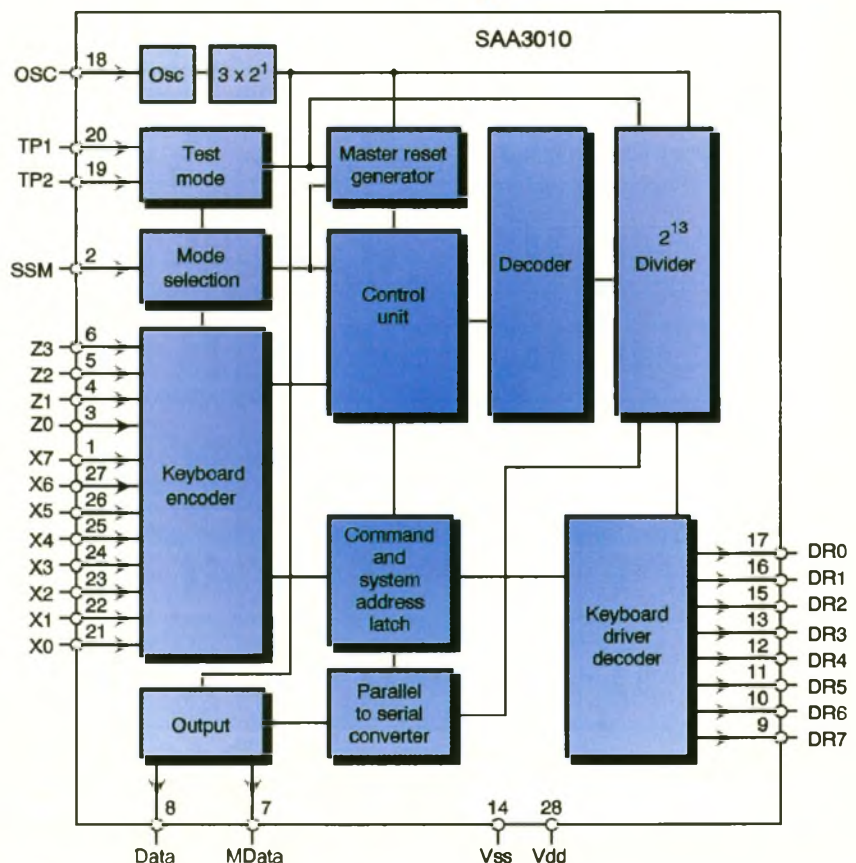 SAA3010
OSC 18
Osc
3 x 2¹
TP1 20
TP2 19
Test
mode
Master reset
generator
SSM 2
Mode
selection
Control
unit
Decoder
2¹³
Divider
Z3 6
Z2 5
Z1 4
Z0 3
X7 1
X6 27
X5 26
X4 25
X3 24
X2 23
X1 22
X0 21
Keyboard
encoder
Command
and
system
address
latch
Keyboard
driver
decoder
17 DR0
16 DR1
15 DR2
13 DR3
12 DR4
11 DR5
10 DR6
9 DR7
Output
Parallel
to serial
converter
8 7 14 28
Data MData Vss Vdd